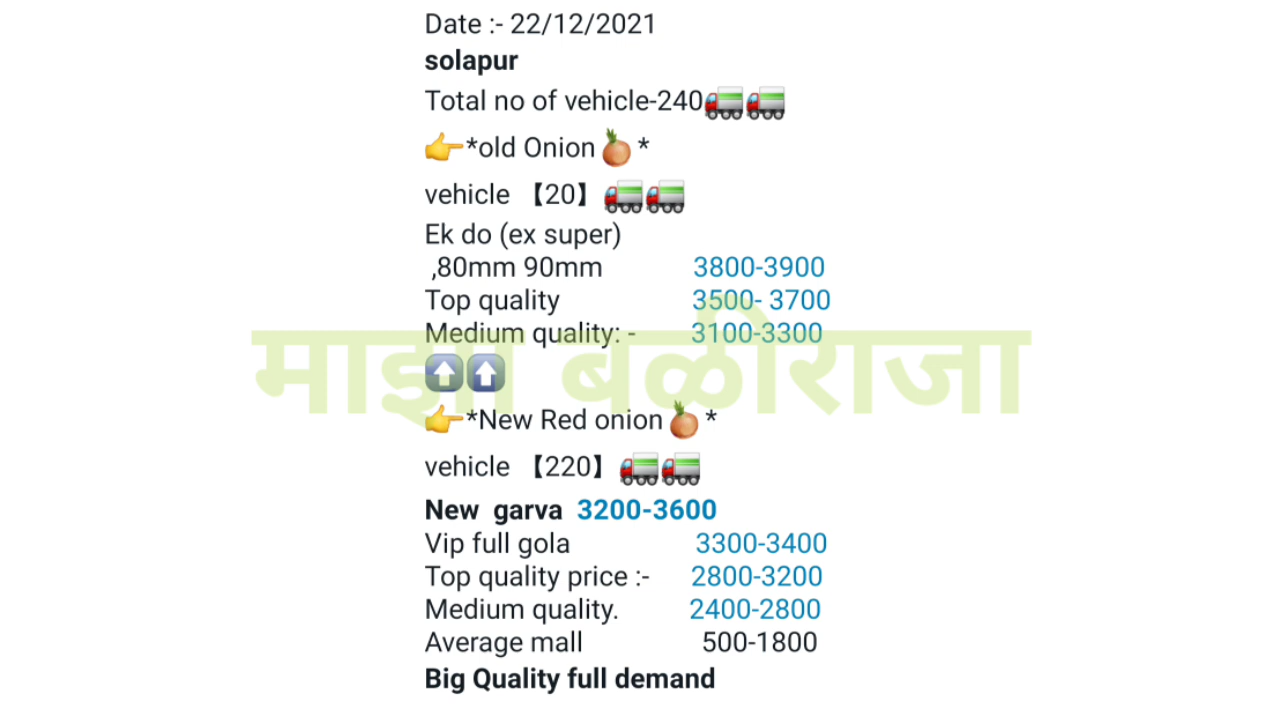 Date :- 22/12/2021
solapur
Total no of vehicle-240🚛🚛
👉*old Onion🧅*
vehicle 【20】🚛🚛
Ek do (ex super)
,80mm 90mm 3800-3900
Top quality 3500- 3700
Medium quality: - 3100-3300
माझा बळीराजा
⬆️⬆️
👉*New Red onion🧅*
vehicle 【220】🚛🚛
New garva 3200-3600
Vip full gola 3300-3400
Top quality price :- 2800-3200
Medium quality. 2400-2800
Average mall 500-1800
Big Quality full demand